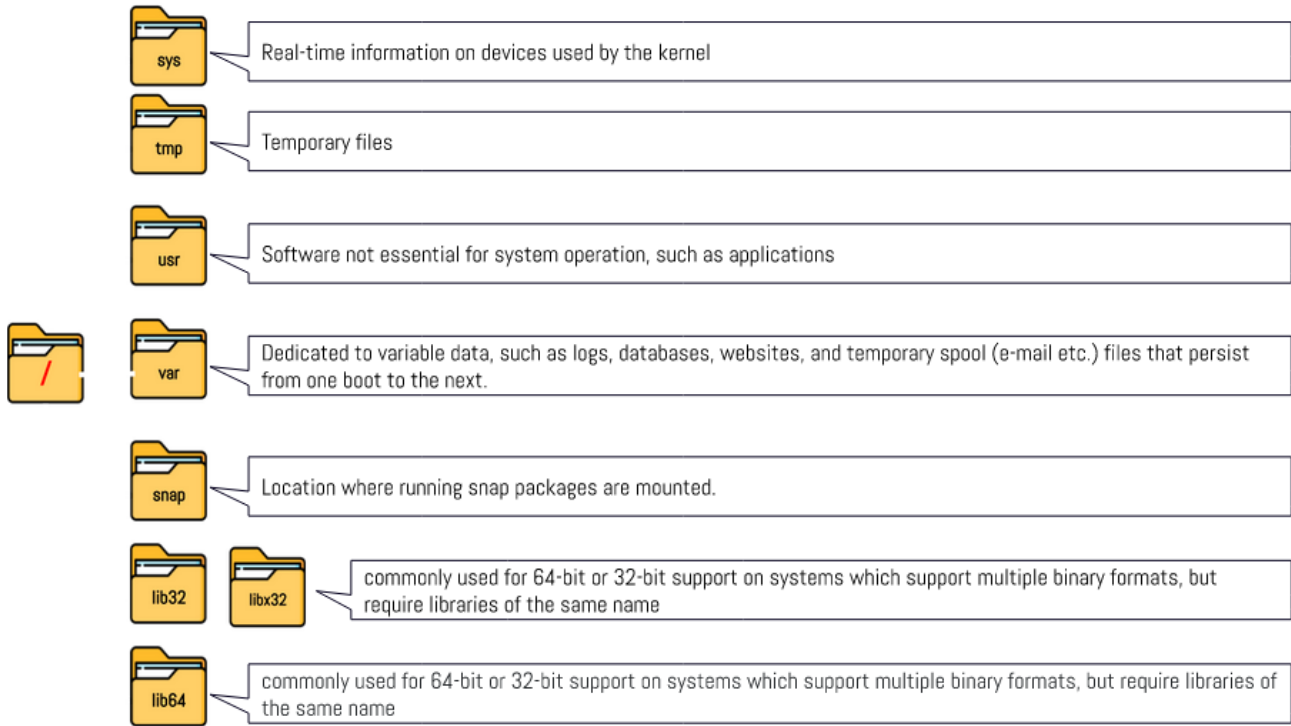 sys
Real-time information on devices used by the kernel
tmp
Temporary files
usr
Software not essential for system operation, such as applications
/
var
Dedicated to variable data, such as logs, databases, websites, and temporary spool (e-mail etc.) files that persist
from one boot to the next.
snap
Location where running snap packages are mounted.
lib32
libx32
commonly used for 64-bit or 32-bit support on systems which support multiple binary formats, but
require libraries of the same name
lib64
commonly used for 64-bit or 32-bit support on systems which support multiple binary formats, but require libraries of
the same name